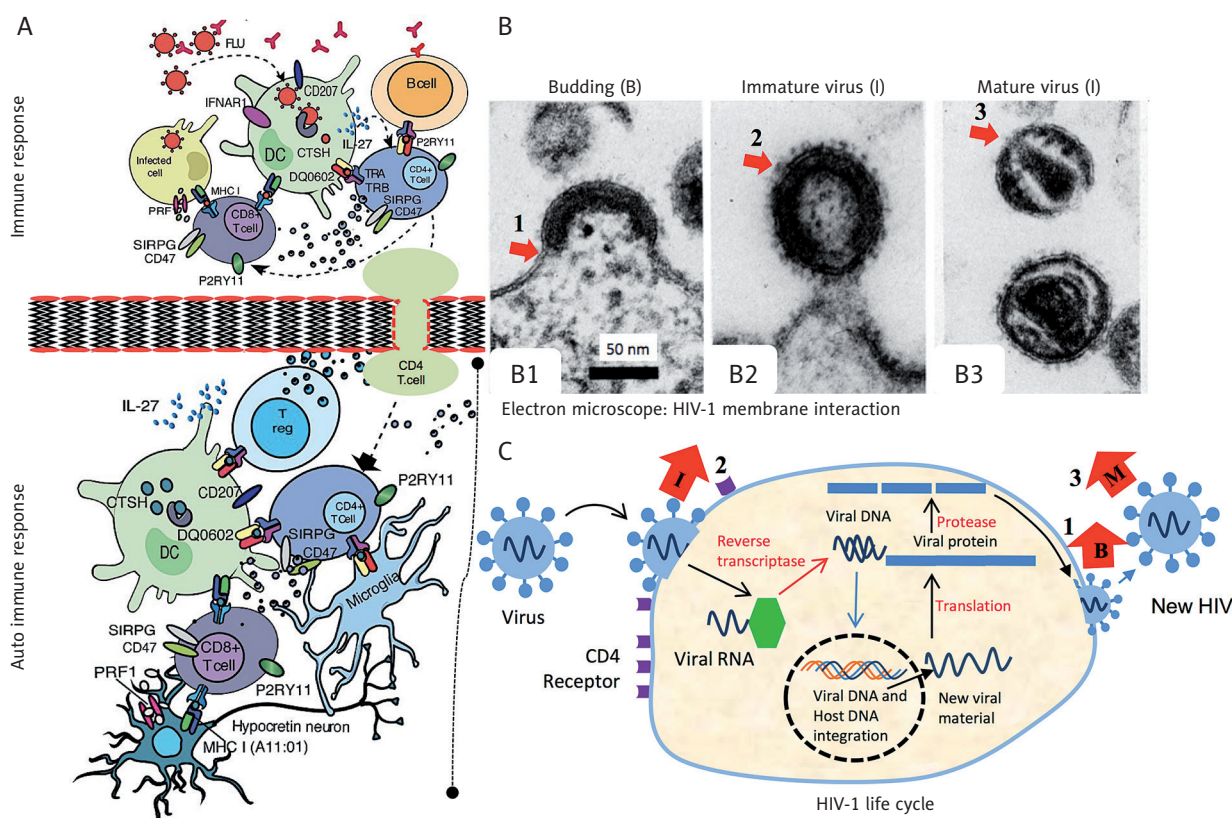 A
Immune response
FLU
CD207
IFNAR1
B cell
IL-27
P2RY11
CTSH
Infected
cell
DC
DQ0602
TRA
TRB
CD4+
T Cell
MHC I
PRF
SIRPG
CD47
CD8+
T cell
SIRPG
CD47
P2RY11
CD4
T.cell
Auto immune response
IL-27
T
reg
P2RY11
CTSH
CD207
CD4+
T Cell
DQ0602
SIRPG
CD47
DC
Microglia
SIRPG
CD47
CD8+
T cell
PRF1
P2RY11
Hypocretin neuron
MHC I (A11:01)
B
Budding (B)
Immature virus (I)
Mature virus (I)
1
2
3
50 nm
B1
B2
B3
Electron microscope: HIV-1 membrane interaction
C
I
2
3
M
1
B
Viral DNA
Protease
Viral protein
Reverse
transcriptase
Virus
New HIV
Translation
Viral RNA
CD4
Receptor
Viral DNA and
Host DNA
integration
New viral
material
HIV-1 life cycle